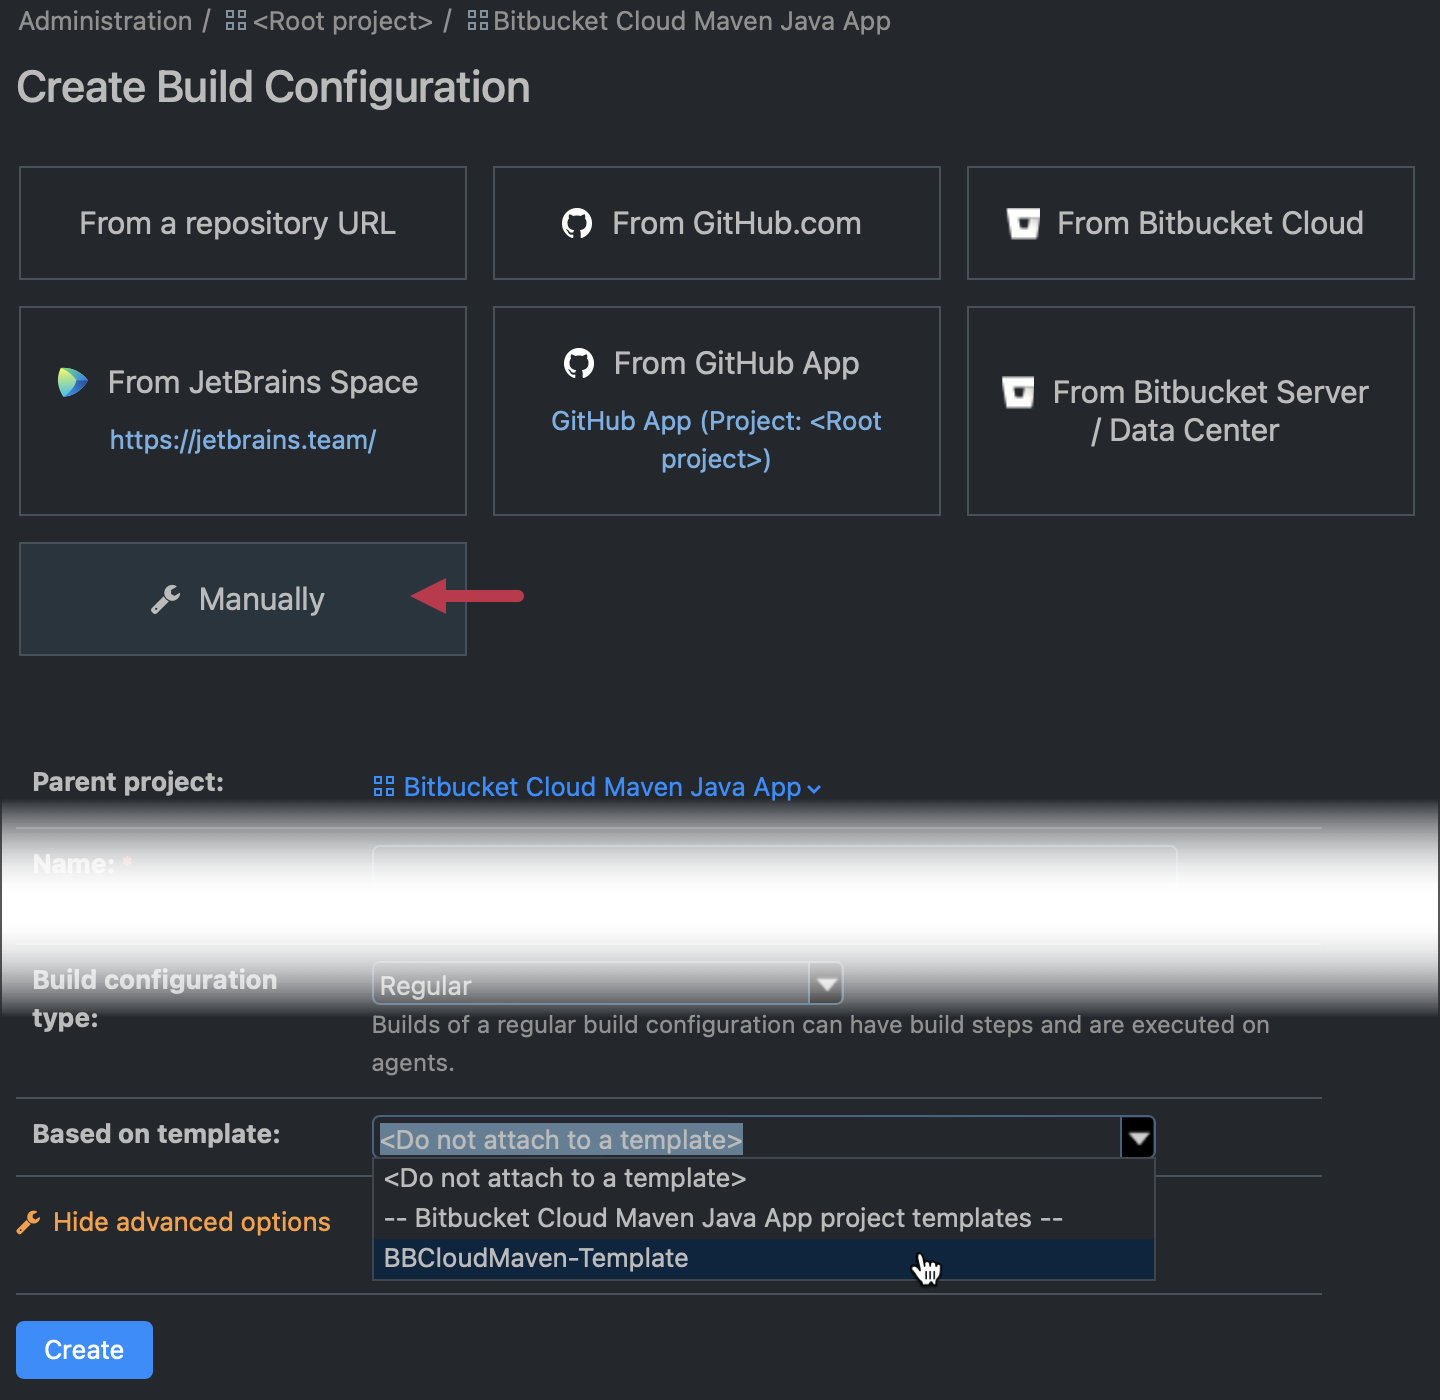 Administration / <Root project> / Bitbucket Cloud Maven Java App
Create Build Configuration
From a repository URL
From GitHub.com
From Bitbucket Cloud
From JetBrains Space
https://jetbrains.team/
From GitHub App
GitHub App (Project: <Root
project>)
From Bitbucket Server
/ Data Center
Manually
Parent project:
Bitbucket Cloud Maven Java App
Name: *
Build configuration
type:
Regular
Builds of a regular build configuration can have build steps and are executed on
agents.
Based on template:
<Do not attach to a template>
<Do not attach to a template>
-- Bitbucket Cloud Maven Java App project templates --
BBCloudMaven-Template
Hide advanced options
Create